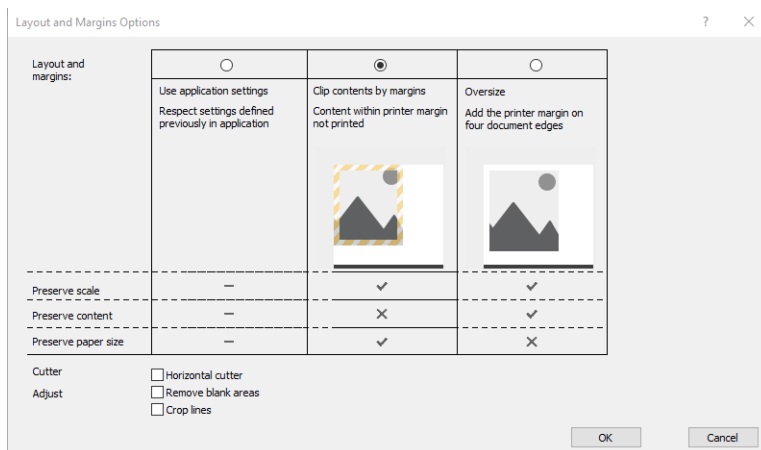 Layout and Margins Options
Layout and
margins:
Use application settings
Respect settings defined
previously in application
Clip contents by margins
Content within printer margin
not printed
Oversize
Add the printer margin on
four document edges
Preserve scale
Preserve content
Preserve paper size
Cutter
Horizontal cutter
Adjust
Remove blank areas
Crop lines
OK
Cancel